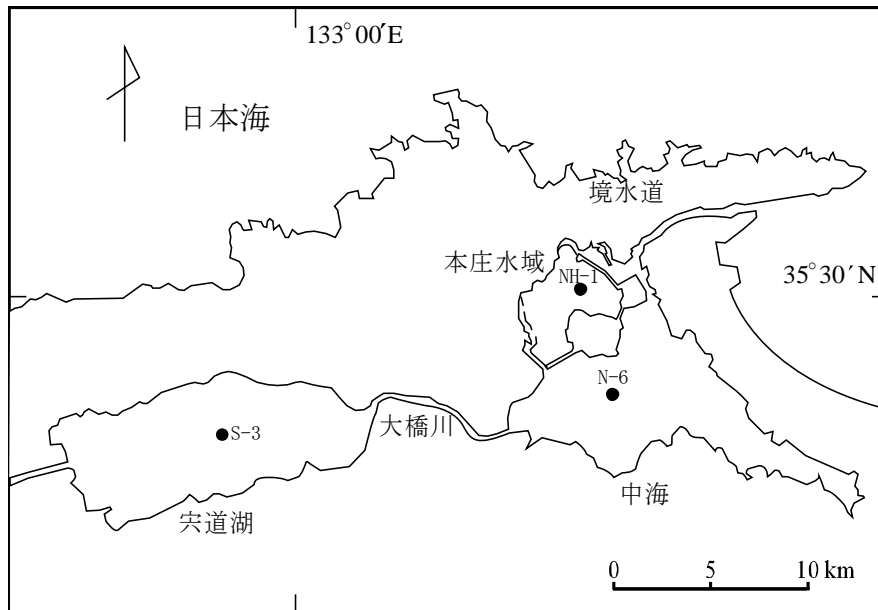 133°00′E
日本海
境水道
本庄水域
NH-1
35°30′N
N-6
S-3
大橋川
中海
宍道湖
0 5 10 km